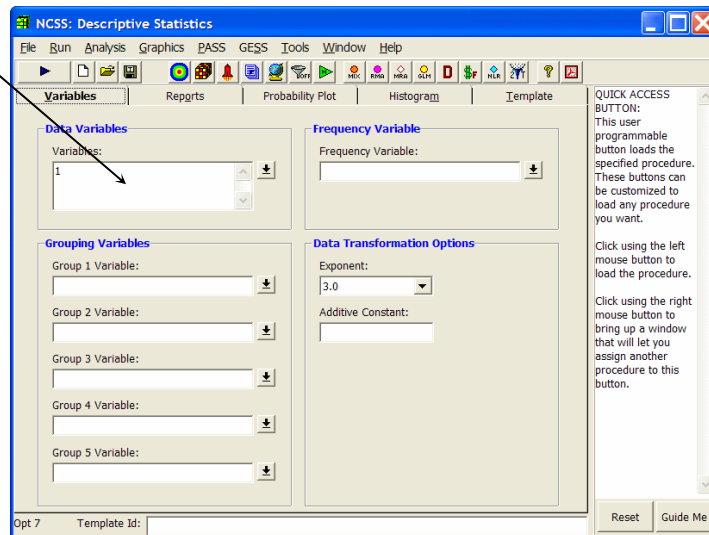 NCSS: Descriptive Statistics
File Run Analysis Graphics PASS GESS Tools Window Help
MIX RMA MRA GLM D $F NLR ?
Variables Reports Probability Plot Histogram Template
Data Variables
Variables:
1
Frequency Variable
Frequency Variable:
Grouping Variables
Group 1 Variable:
Group 2 Variable:
Group 3 Variable:
Group 4 Variable:
Group 5 Variable:
Data Transformation Options
Exponent:
3.0
Additive Constant:
QUICK ACCESS
BUTTON:
This user
programmable
button loads the
specified procedure.
These buttons can
be customized to
load any procedure
you want.
Click using the left
mouse button to
load the procedure.
Click using the right
mouse button to
bring up a window
that will let you
assign another
procedure to this
button.
Opt 7 Template Id:
Reset Guide Me